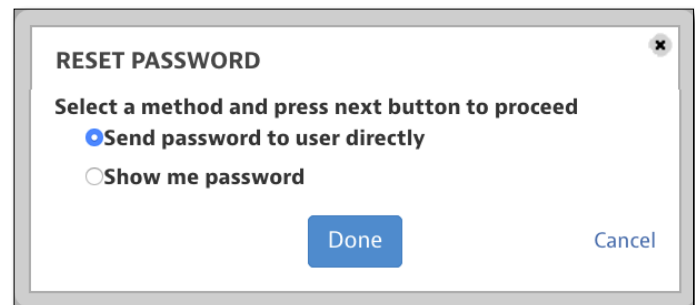 RESET PASSWORD
Select a method and press next button to proceed
Send password to user directly
Show me password
Done
Cancel